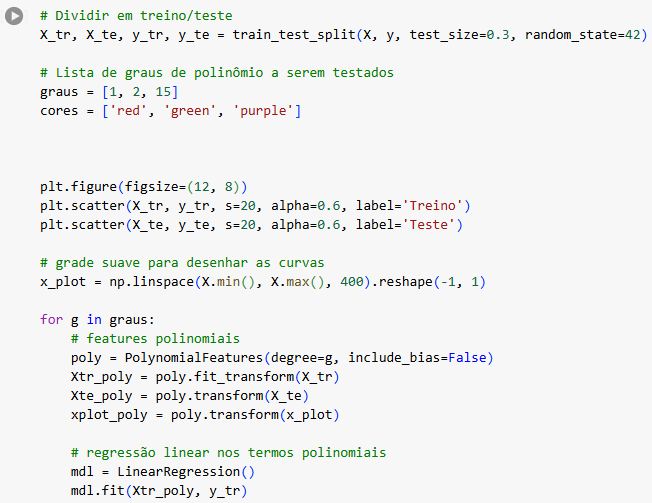 # Dividir em treino/teste
X_tr, X_te, y_tr, y_te = train_test_split(X, y, test_size=0.3, random_state=42)
# Lista de graus de polinômio a serem testados
graus = [1, 2, 15]
cores = ['red', 'green', 'purple']
plt.figure(figsize=(12, 8))
plt.scatter(X_tr, y_tr, s=20, alpha=0.6, label='Treino')
plt.scatter(X_te, y_te, s=20, alpha=0.6, label='Teste')
# grade suave para desenhar as curvas
x_plot = np.linspace(X.min(), X.max(), 400).reshape(-1, 1)
for g in graus:
    # features polinomiais
    poly = PolynomialFeatures(degree=g, include_bias=False)
    Xtr_poly = poly.fit_transform(X_tr)
    Xte_poly = poly.transform(X_te)
    xplot_poly = poly.transform(x_plot)
    # regressão linear nos termos polinomiais
    mdl = LinearRegression()
    mdl.fit(Xtr_poly, y_tr)